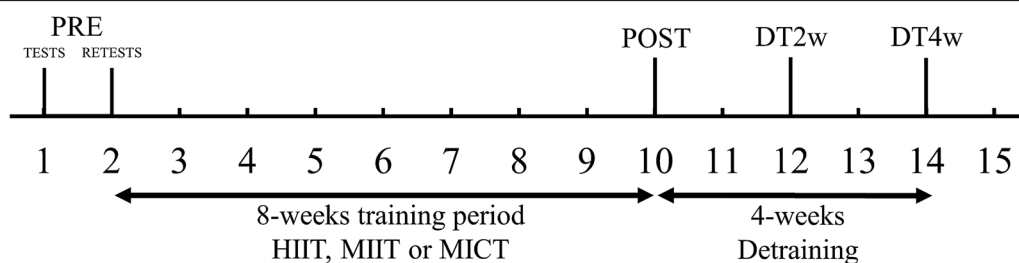 PRE
TESTS RETESTS POST DT2w DT4w
1 2 3 4 5 6 7 8 9 10 11 12 13 14 15
8-weeks training period 4-weeks
HIIT, MIIT or MICT Detraining